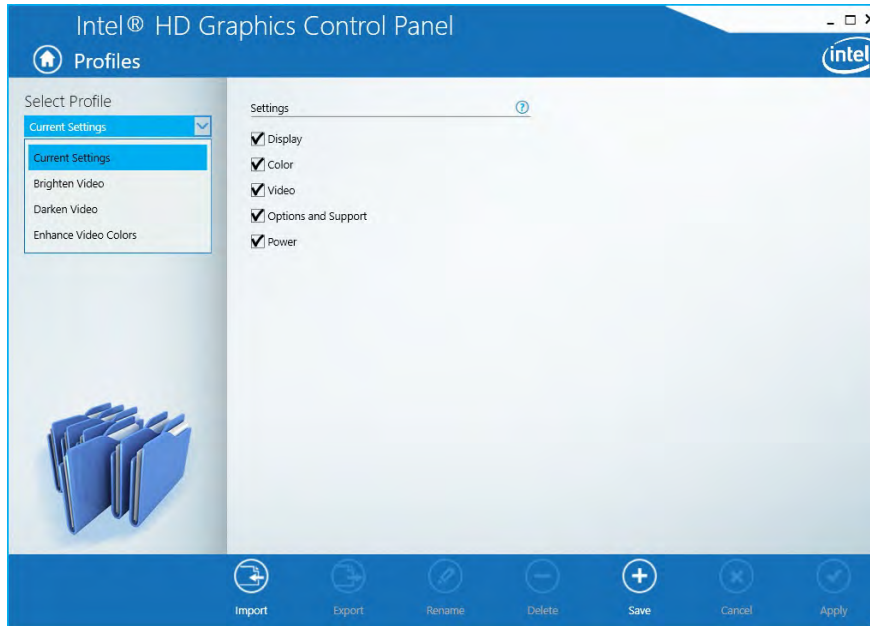 Intel® HD Graphics Control Panel
Profiles
intel
Select Profile
Current Settings
Current Settings
Brighten Video
Darken Video
Enhance Video Colors
Settings
?
Display
Color
Video
Options and Support
Power
Import
Export
Rename
Delete
Save
Cancel
Apply